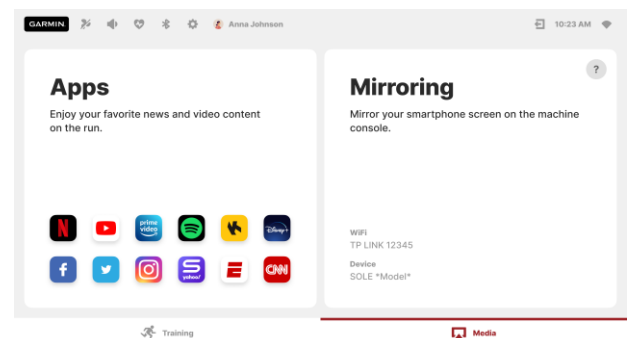 GARMIN
Anna Johnson
10:23 AM
Apps
Enjoy your favorite news and video content
on the run.
N
prime
video
Disney+
f
S
yahoo!
E
CNN
?
Mirroring
Mirror your smartphone screen on the machine
console.
WiFi
TP LINK 12345
Device
SOLE *Model*
Training
Media